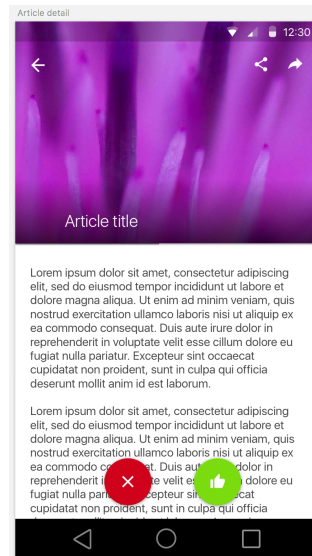 Article detail
12:30
Article title
Lorem ipsum dolor sit amet, consectetur adipiscing
elit, sed do eiusmod tempor incididunt ut labore et
dolore magna aliqua. Ut enim ad minim veniam, quis
nostrud exercitation ullamco laboris nisi ut aliquip ex
ea commodo consequat. Duis aute irure dolor in
reprehenderit in voluptate velit esse cillum dolore eu
fugiat nulla pariatur. Excepteur sint occaecat
cupidatat non proident, sunt in culpa qui officia
deserunt mollit anim id est laborum.
Lorem ipsum dolor sit amet, consectetur adipiscing
elit, sed do eiusmod tempor incididunt ut labore et
dolore magna aliqua. Ut enim ad minim veniam, quis
nostrud exercitation ullamco laboris nisi ut aliquip ex
ea commodo dolor in
reprehenderit in cillum dolore eu
fugiat nulla occaecat
cupidatat non proident, sunt in culpa qui officia